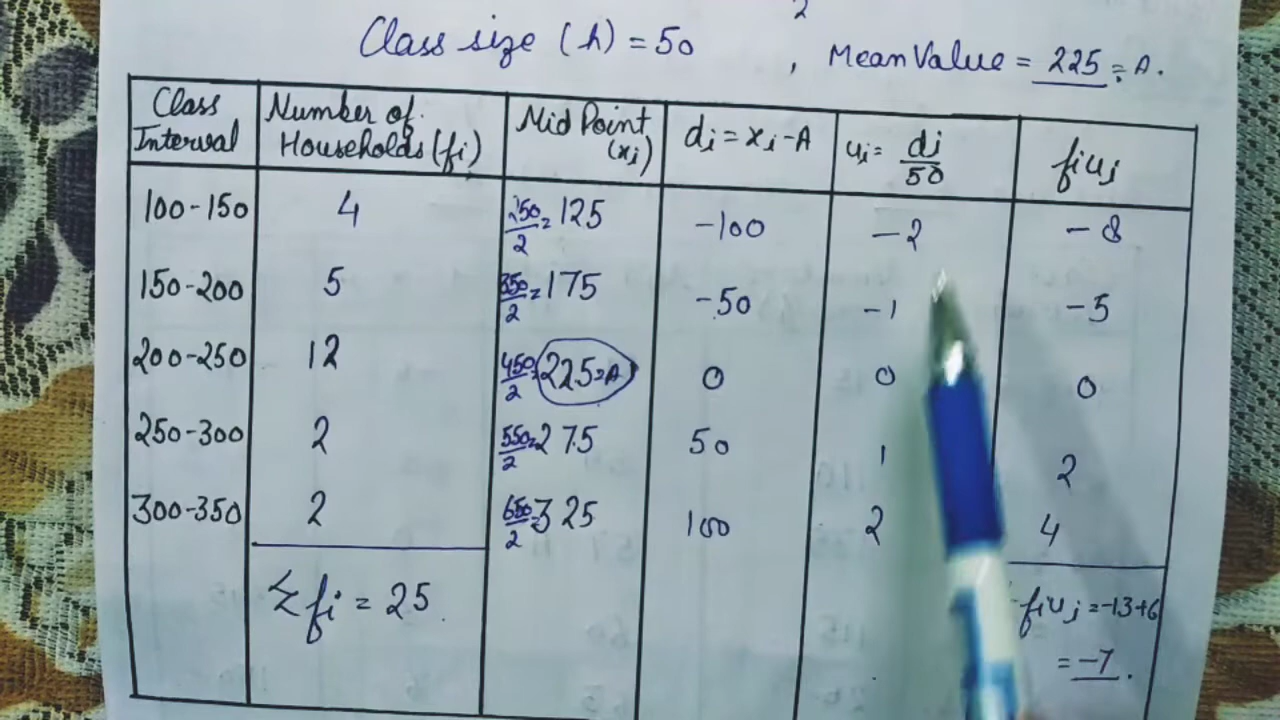 2
Class size (h) = 50 , Mean Value = 225 = A.
Class Interval Number of Households (fi) Mid Point (xi) di = xi - A ui = di/50 fiui
100-150 4 250/2 = 125 -100 -2 -8
150-200 5 350/2 = 175 -50 -1 -5
200-250 12 450/2 = 225 = A 0 0 0
250-300 2 550/2 = 275 50 1 2
300-350 2 650/2 = 325 100 2 4
Σfi = 25 fiui = -13+6
= -7.